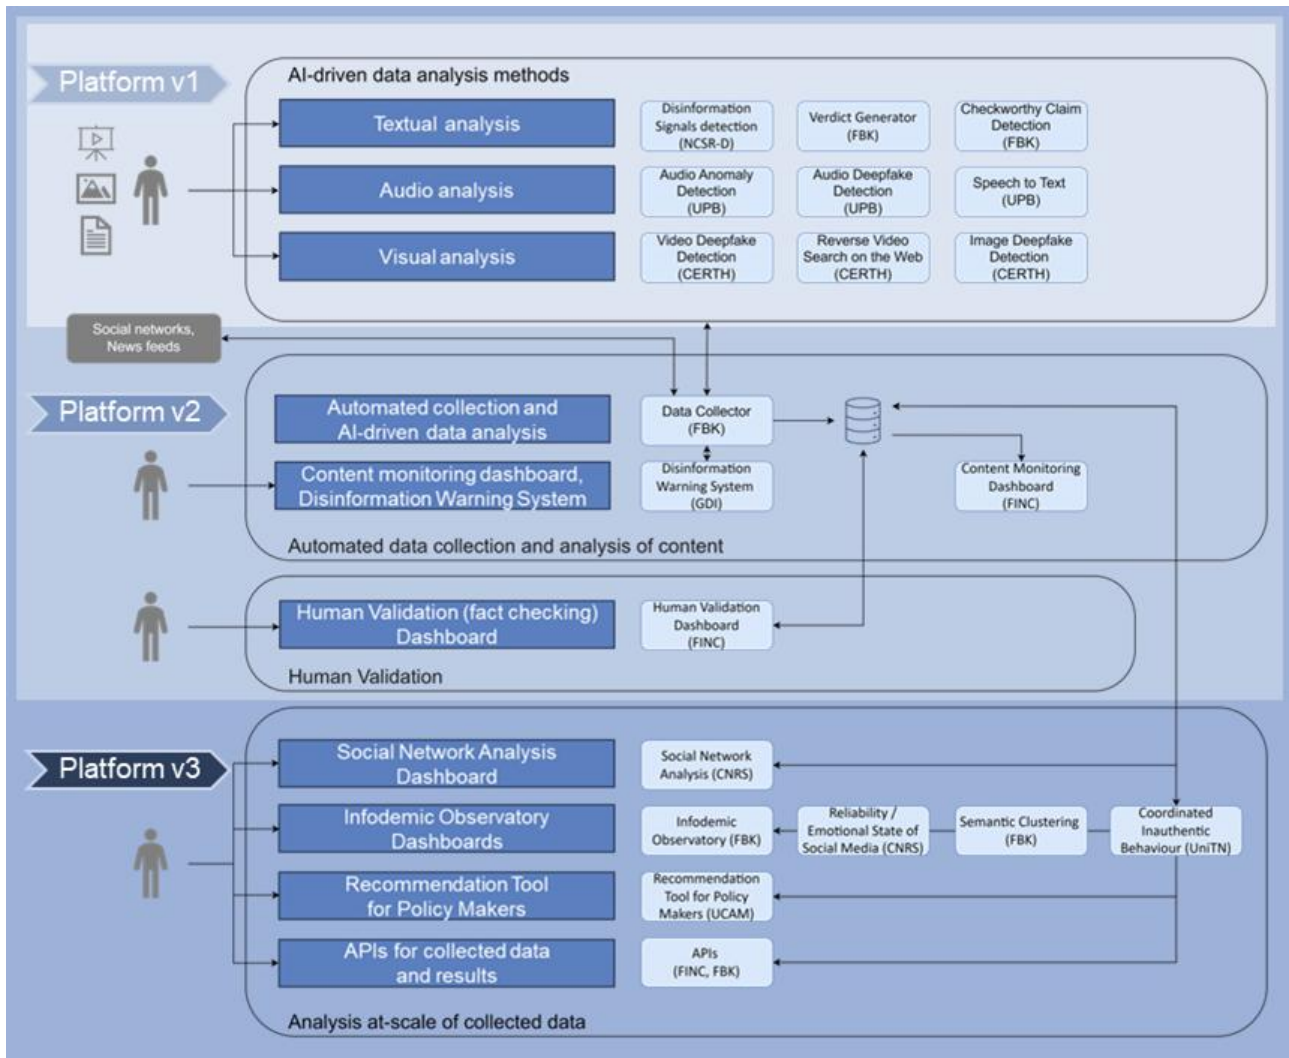 Platform v1
AI-driven data analysis methods
Textual analysis
Disinformation
Signals detection
(NCSR-D)
Verdict Generator
(FBK)
Checkworthy Claim
Detection
(FBK)
Audio analysis
Audio Anomaly
Detection
(UPB)
Audio Deepfake
Detection
(UPB)
Speech to Text
(UPB)
Visual analysis
Video Deepfake
Detection
(CERTH)
Reverse Video
Search on the Web
(CERTH)
Image Deepfake
Detection
(CERTH)
Social networks,
News feeds
Platform v2
Automated collection and
AI-driven data analysis
Data Collector
(FBK)
Content monitoring dashboard,
Disinformation Warning System
Disinformation
Warning System
(GDI)
Content Monitoring
Dashboard
(FINC)
Automated data collection and analysis of content
Human Validation (fact checking)
Dashboard
Human Validation
Dashboard
(FINC)
Human Validation
Platform v3
Social Network Analysis
Dashboard
Social Network
Analysis (CNRS)
Infodemic Observatory
Dashboards
Infodemic
Observatory (FBK)
Reliability /
Emotional State of
Social Media (CNRS)
Semantic Clustering
(FBK)
Coordinated
Inauthentic
Behaviour (UniTN)
Recommendation Tool
for Policy Makers
Recommendation
Tool for Policy
Makers (UCAM)
APIs for collected data
and results
APIs
(FINC, FBK)
Analysis at-scale of collected data